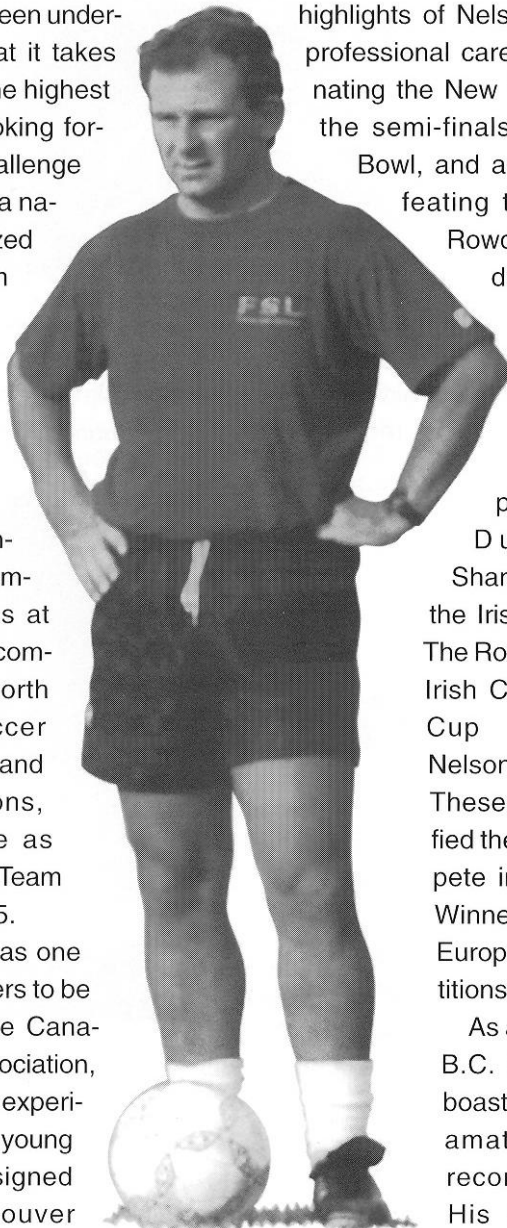 een under-
at it takes
ne highest
oking for-
allenge
a na-
zed
n
n-
m-
s at
com-
orth
ccer
and
ons,
e as
Team
5.
as one
ers to be
e Cana-
ociation,
experi-
young
signed
ouver
FSL
highlights of Nels
professional care
nating the New
the semi-finals
Bowl, and a
feating t
Rowd
d
p
Du
Shar
the Iris
The Ro
Irish C
Cup
Nelson
These
fied the
pete in
Winne
Europ
titions
As a
B.C.
boast
amat
recor
His